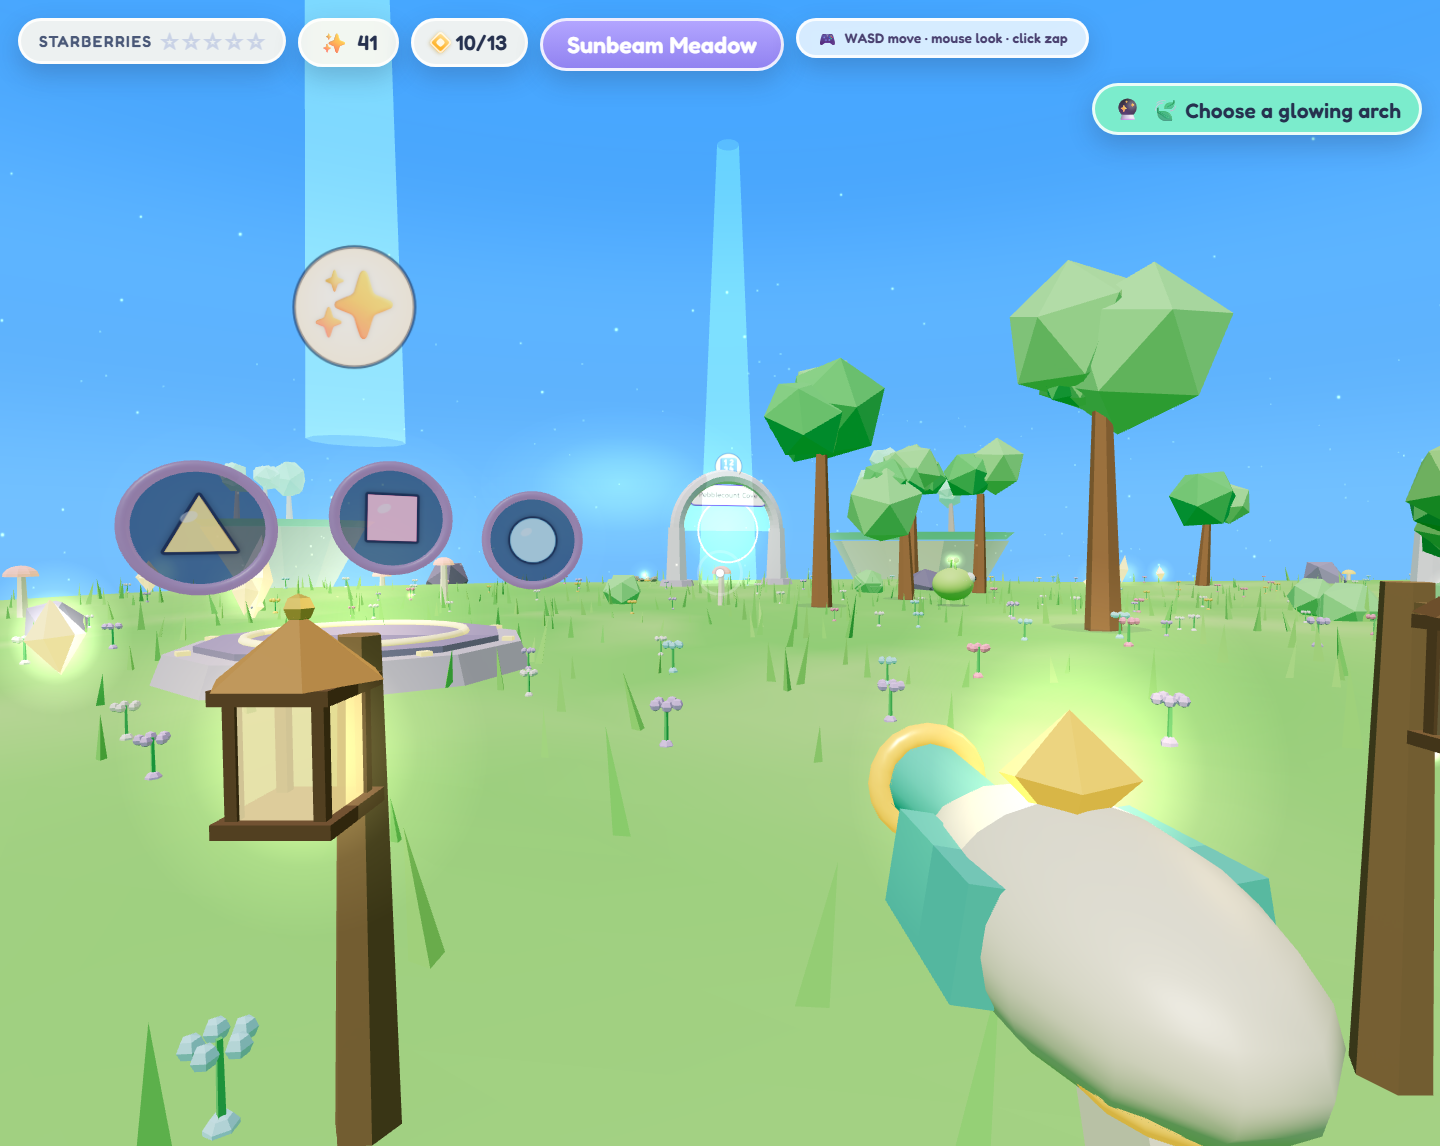 STARBERRIES
41
10/13
Sunbeam Meadow
WASD move · mouse look · click zap
Choose a glowing arch